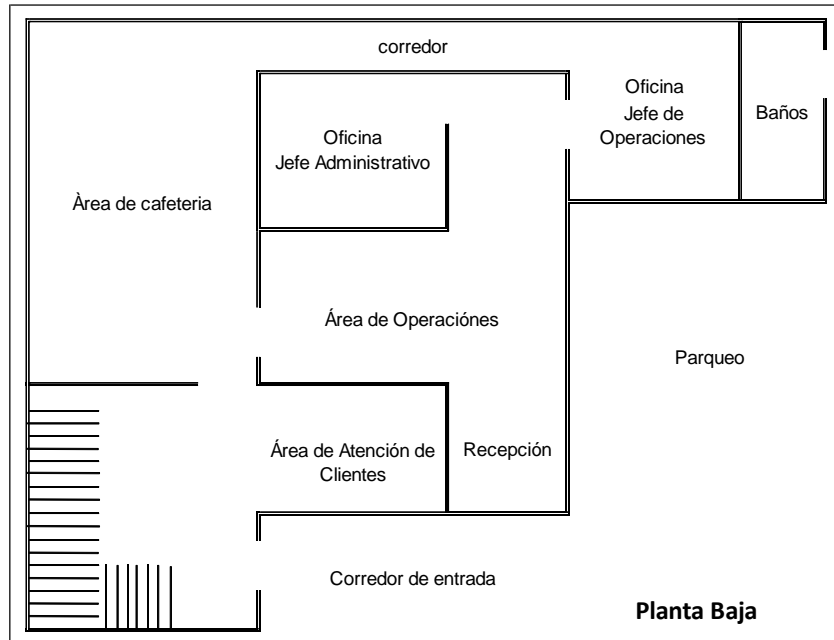 corredor
Oficina
Jefe de
Operaciones
Baños
Oficina
Jefe Administrativo
Àrea de cafeteria
Área de Operaciónes
Parqueo
Área de Atención de
Clientes
Recepción
Corredor de entrada
Planta Baja